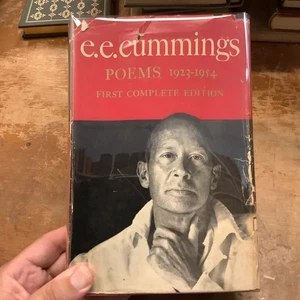 e.e.cummings
POEMS 1923-1954
FIRST COMPLETE EDITION